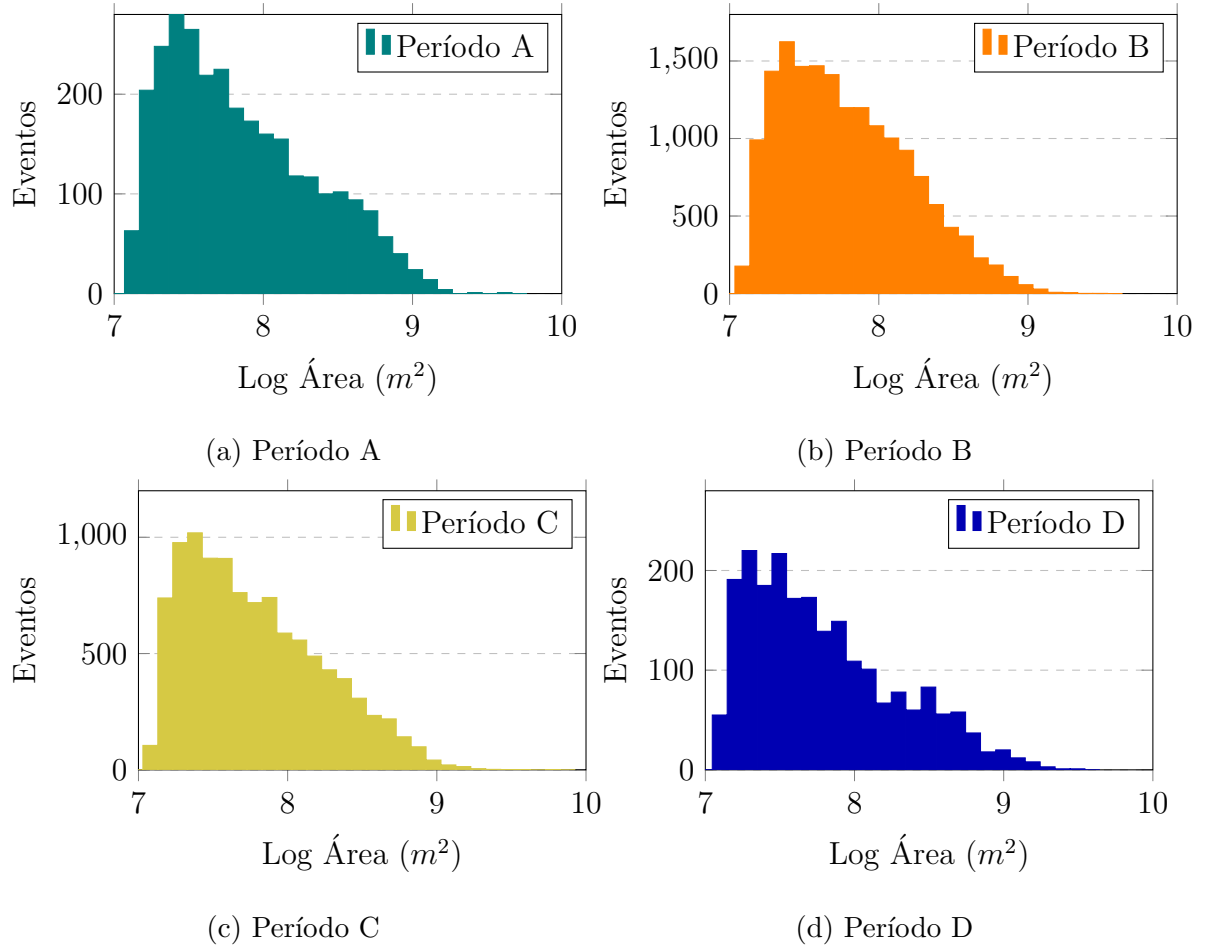 Período A
200
100
0
7 8 9 10
Eventos
Log Área (m²)
(a) Período A
Período B
1,500
1,000
500
0
7 8 9 10
Eventos
Log Área (m²)
(b) Período B
Período C
1,000
500
0
7 8 9 10
Eventos
Log Área (m²)
(c) Período C
Período D
200
100
0
7 8 9 10
Eventos
Log Área (m²)
(d) Período D